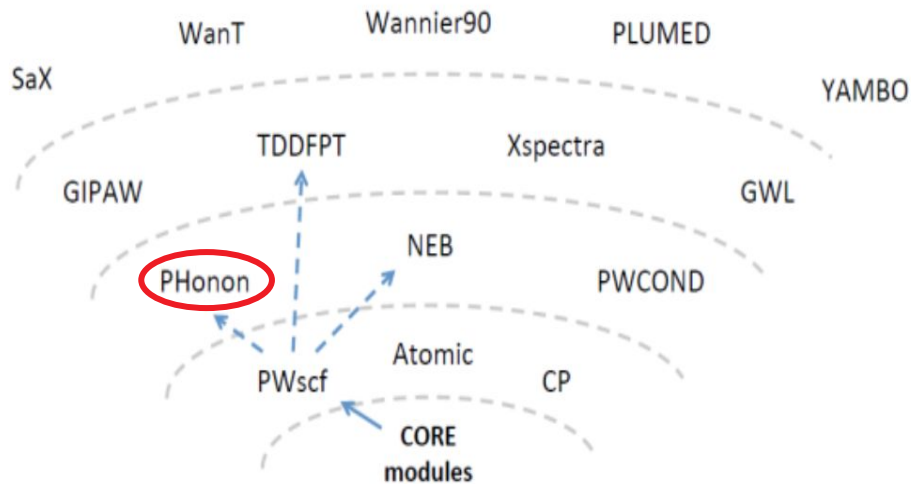 Wannier90
WanT
PLUMED
SaX
YAMBO
TDDFPT
Xspectra
GIPAW
GWL
NEB
PHonon
PWCOND
Atomic
PWscf
CP
CORE
modules